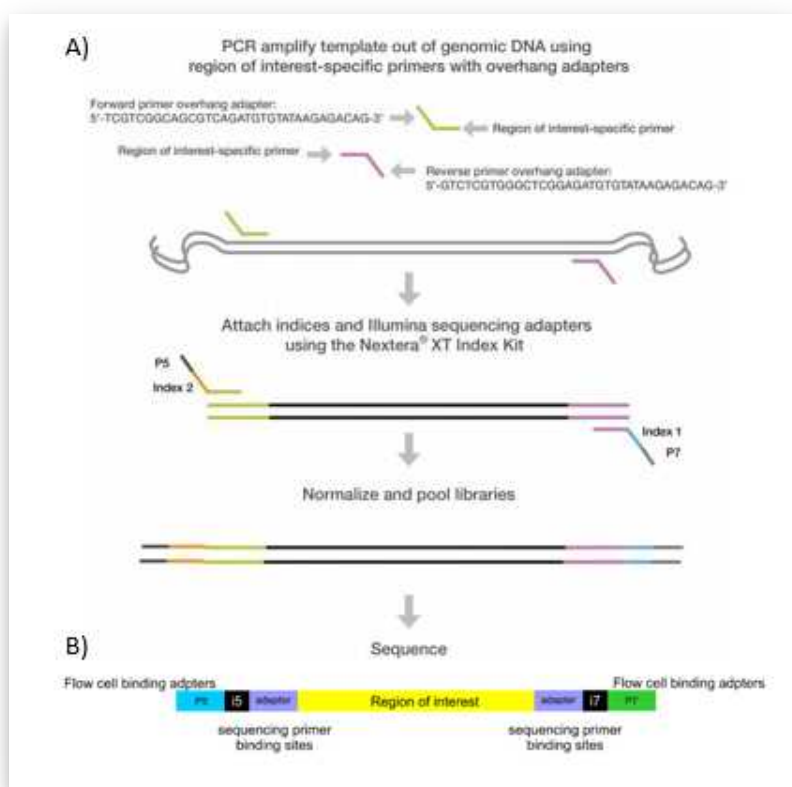 A)
PCR amplify template out of genomic DNA using
region of interest-specific primers with overhang adapters
Forward primer overhang adapter:
5'-TCGTCGGCAGCGTCAGATGTGTATAAGAGACAG-3'
Region of interest-specific primer
Region of interest-specific primer
Reverse primer overhang adapter:
5'-GTCTCGTGGGCTCGGAGATGTGTATAAGAGACAG-3'
Attach indices and Illumina sequencing adapters
using the Nextera® XT Index Kit
P5
Index 2
Index 1
P7
Normalize and pool libraries
B)
Sequence
Flow cell binding adpters
Flow cell binding adpters
P5 i5 adaptor Region of interest adaptor i7 P7
sequencing primer
binding sites
sequencing primer
binding sites